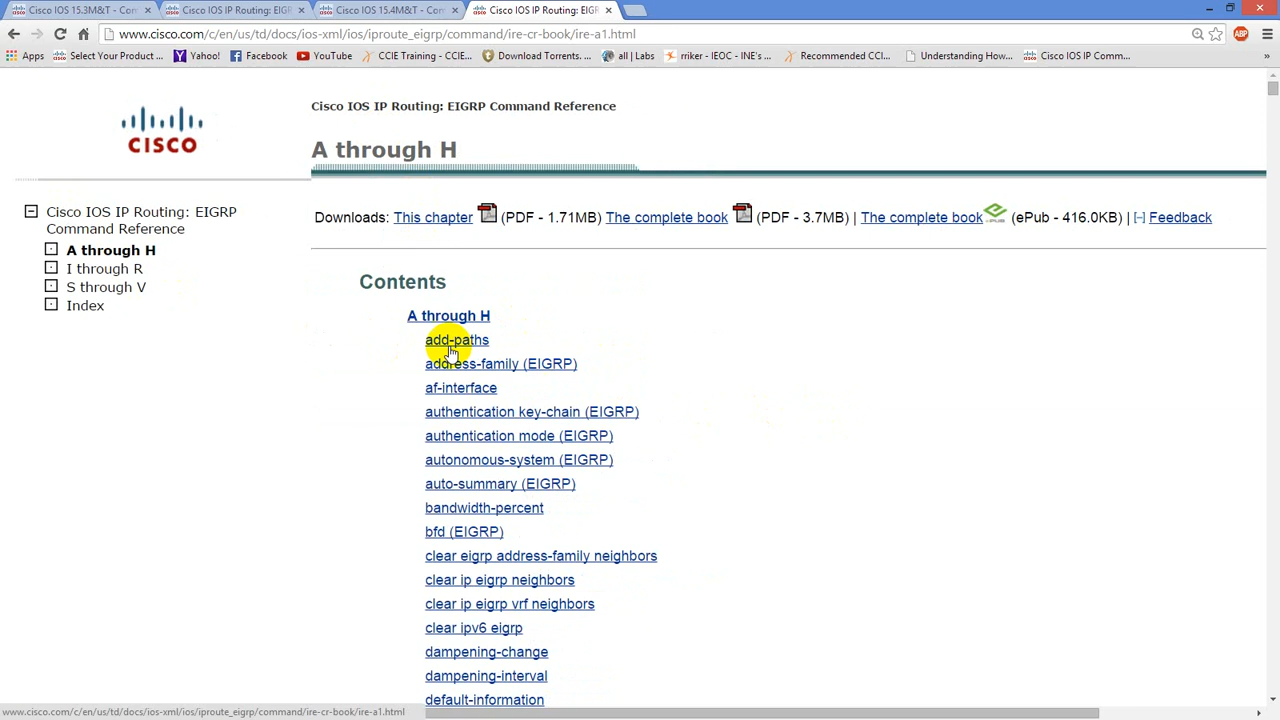 Cisco IOS 15.3M&T - Com
Cisco IOS IP Routing: EIGR
Cisco IOS 15.4M&T - Com
Cisco IOS IP Routing: EIGR
www.cisco.com/c/en/us/td/docs/ios-xml/ios/iproute_eigrp/command/ire-cr-book/ire-a1.html
ABP
Apps Select Your Product ... Yahoo! Facebook YouTube CCIE Training - CCIE... Download Torrents. ... all | Labs rriker - IEOC - INE's ... Recommended CCI... Understanding How... Cisco IOS IP Comm... »
CISCO
Cisco IOS IP Routing: EIGRP Command Reference
A through H
Downloads: This chapter (PDF - 1.71MB) The complete book (PDF - 3.7MB) | The complete book (ePub - 416.0KB) | [-] Feedback
Cisco IOS IP Routing: EIGRP
Command Reference
A through H
I through R
S through V
Index
Contents
A through H
add-paths
address-family (EIGRP)
af-interface
authentication key-chain (EIGRP)
authentication mode (EIGRP)
autonomous-system (EIGRP)
auto-summary (EIGRP)
bandwidth-percent
bfd (EIGRP)
clear eigrp address-family neighbors
clear ip eigrp neighbors
clear ip eigrp vrf neighbors
clear ipv6 eigrp
dampening-change
dampening-interval
default-information
www.cisco.com/c/en/us/td/docs/ios-xml/ios/iproute_eigrp/command/ire-cr-book/ire-a1.html